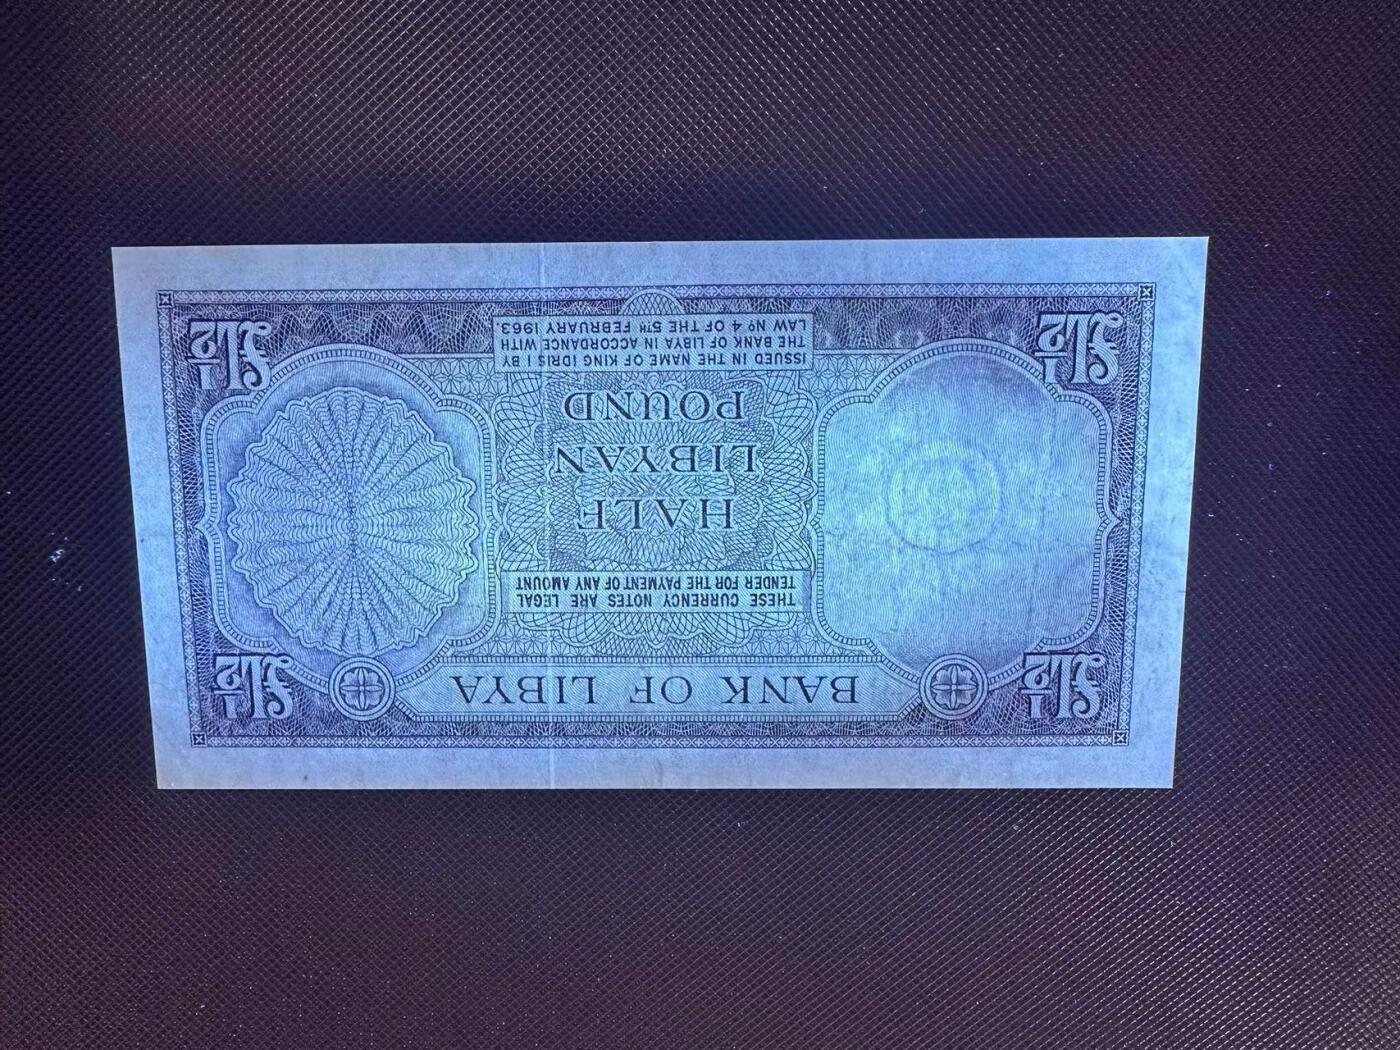 £½ £½
BANK OF LIBYA
THESE CURRENCY NOTES ARE LEGAL
TENDER FOR THE PAYMENT OF ANY AMOUNT
HALF
LIBYAN
POUND
ISSUED IN THE NAME OF KING IDRIS I BY
THE BANK OF LIBYA IN ACCORDANCE WITH
LAW Nº 4 OF THE 5TH FEBRUARY 1963.
£½ £½